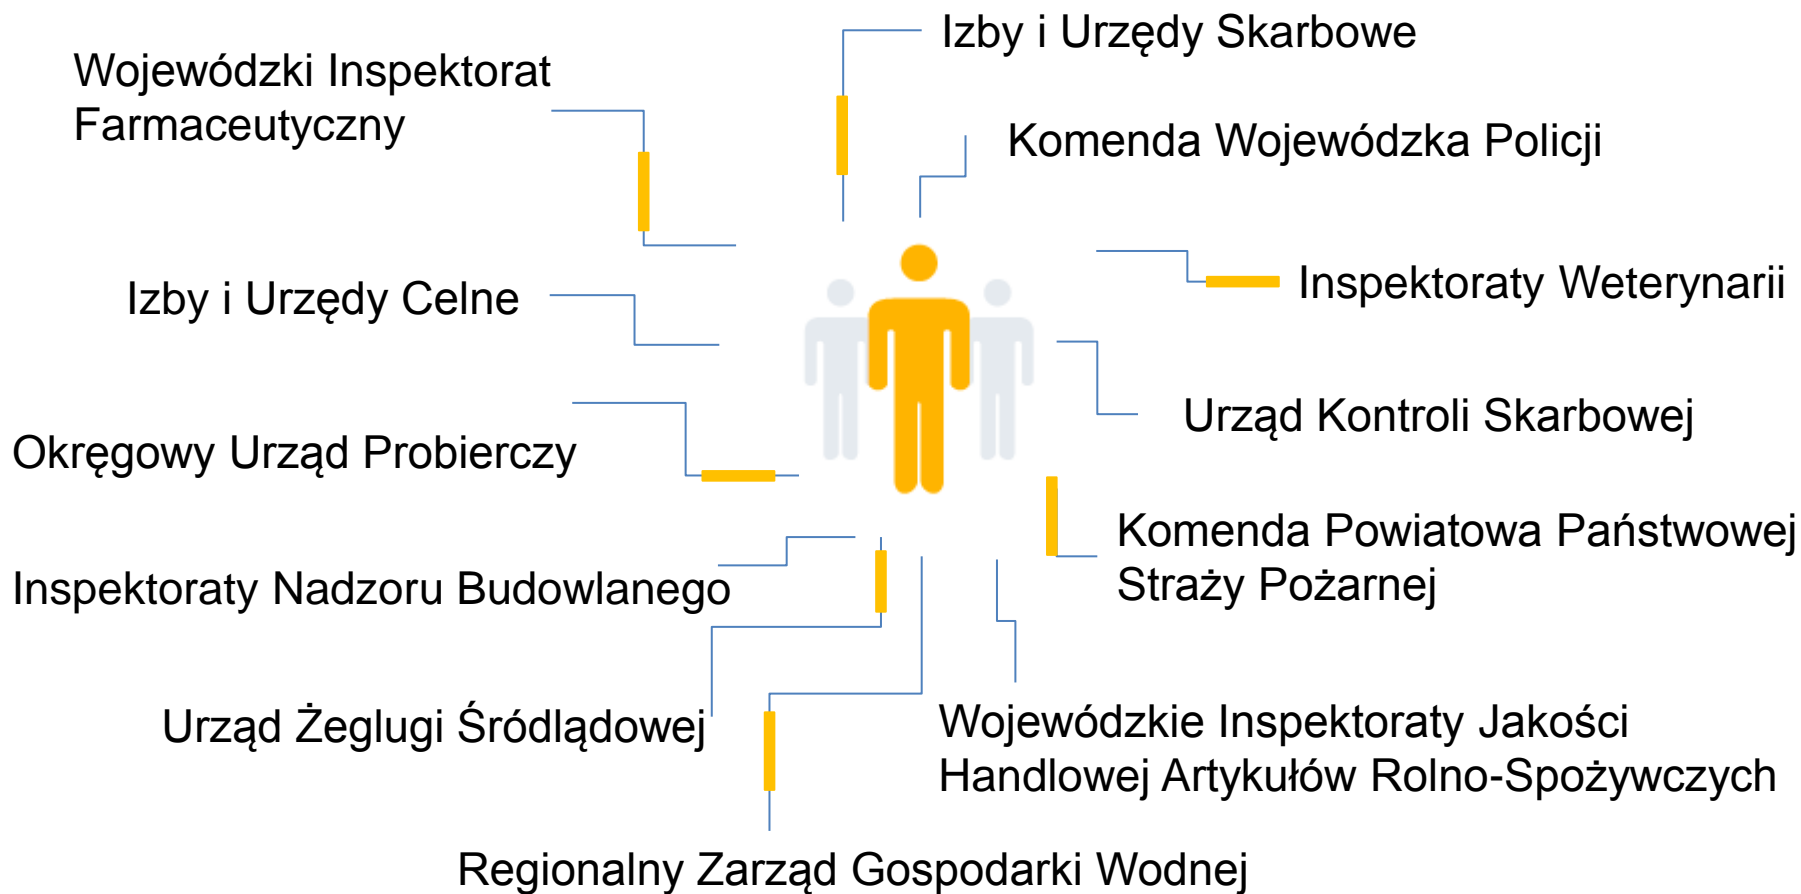 Izby i Urzędy Skarbowe
Wojewódzki Inspektorat
Farmaceutyczny
Komenda Wojewódzka Policji
Izby i Urzędy Celne
Inspektoraty Weterynarii
Urząd Kontroli Skarbowej
Okręgowy Urząd Probierczy
Komenda Powiatowa Państwowej
Straży Pożarnej
Inspektoraty Nadzoru Budowlanego
Urząd Żeglugi Śródlądowej
Wojewódzkie Inspektoraty Jakości
Handlowej Artykułów Rolno-Spożywczych
Regionalny Zarząd Gospodarki Wodnej